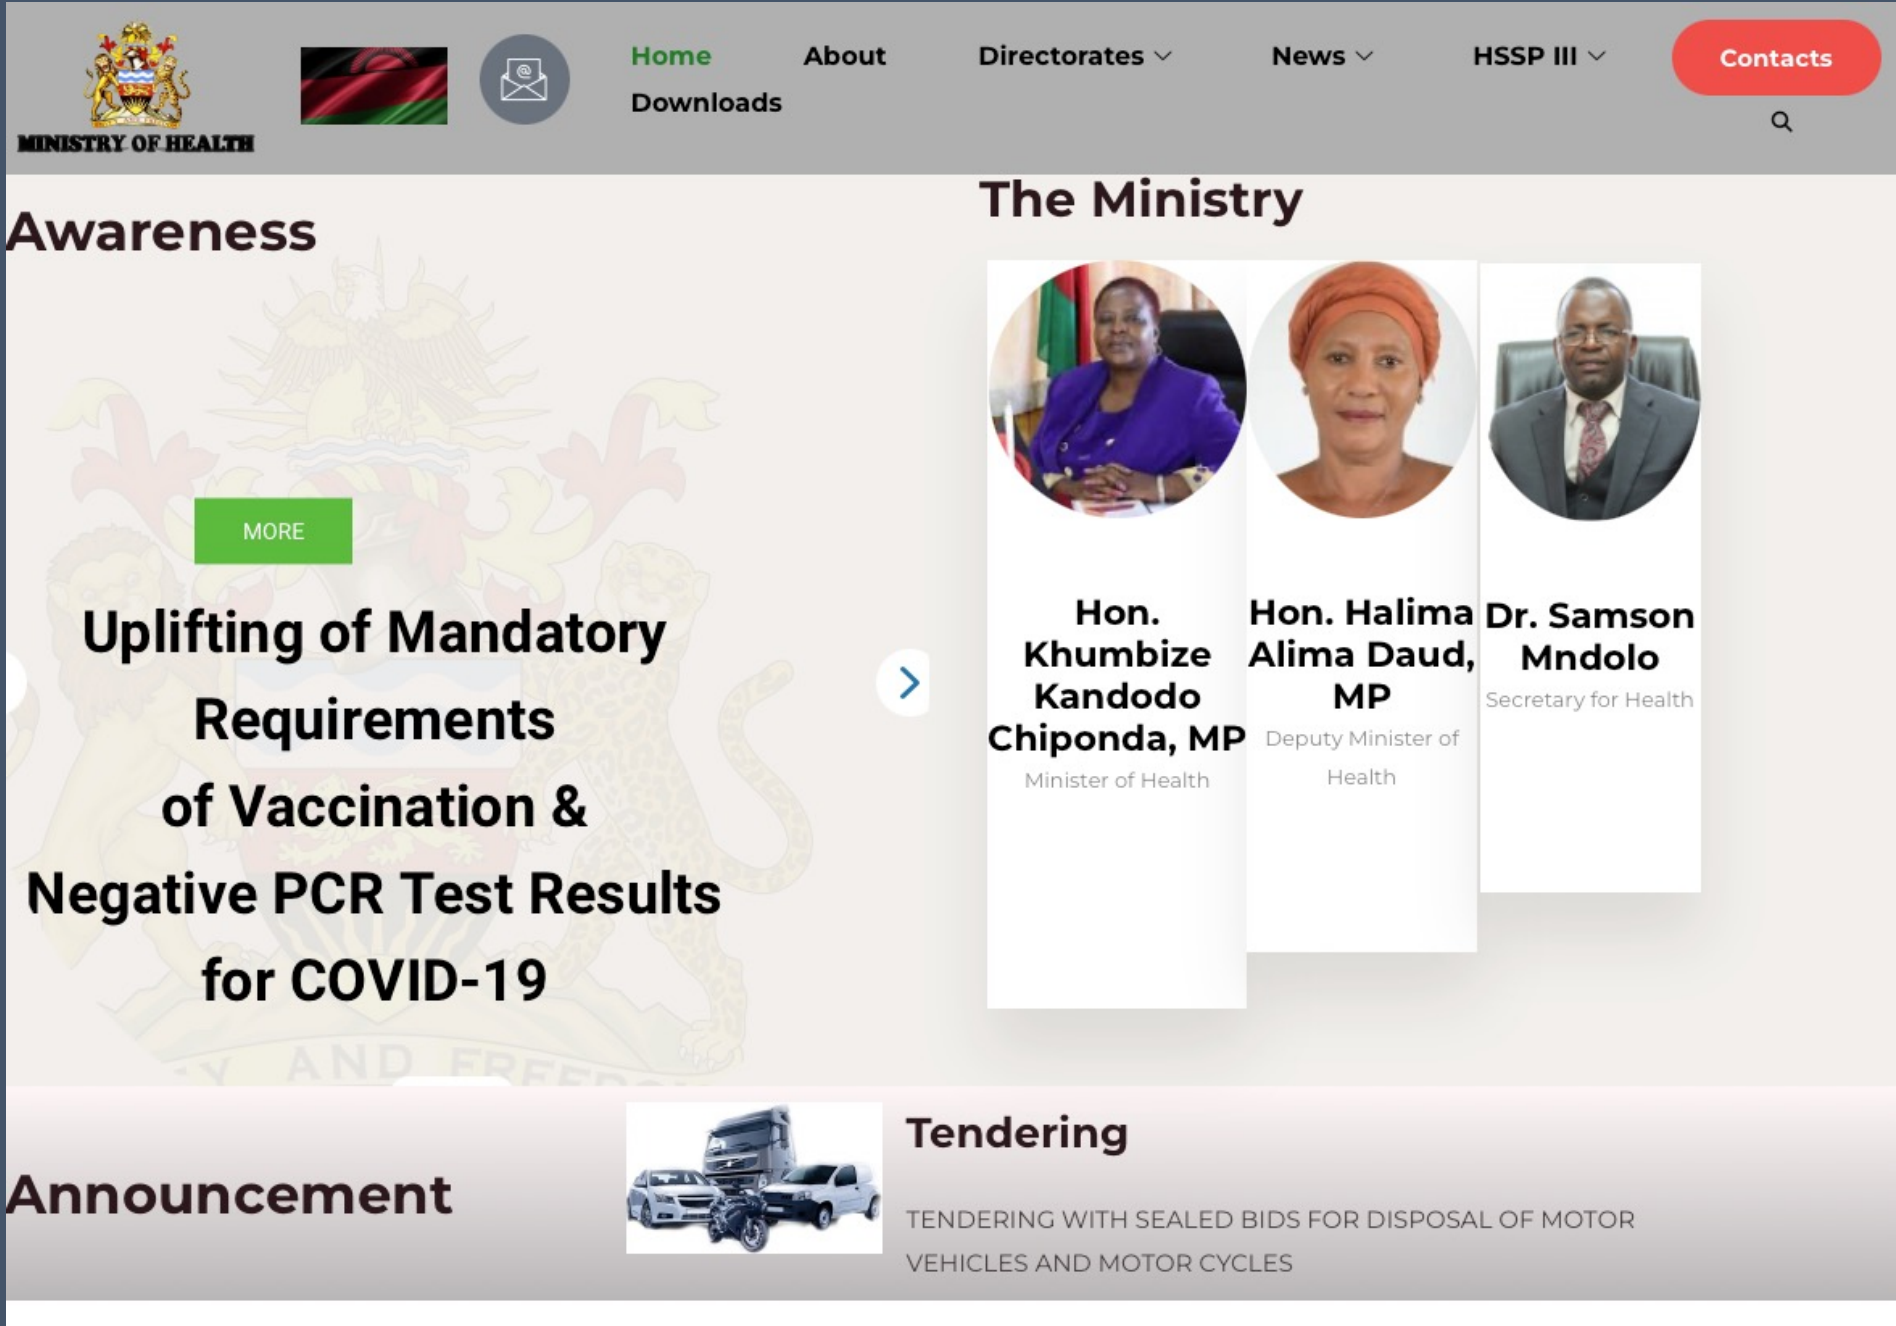 MINISTRY OF HEALTH
Home
About
Directorates
News
HSSP III
Contacts
Downloads
Awareness
MORE
Uplifting of Mandatory
Requirements
of Vaccination &
Negative PCR Test Results
for COVID-19
AND FREEDO
The Ministry
Hon.
Khumbize
Kandodo
Chiponda, MP
Minister of Health
Hon. Halima
Alima Daud,
MP
Deputy Minister of
Health
Dr. Samson
Mndolo
Secretary for Health
Announcement
Tendering
TENDERING WITH SEALED BIDS FOR DISPOSAL OF MOTOR
VEHICLES AND MOTOR CYCLES